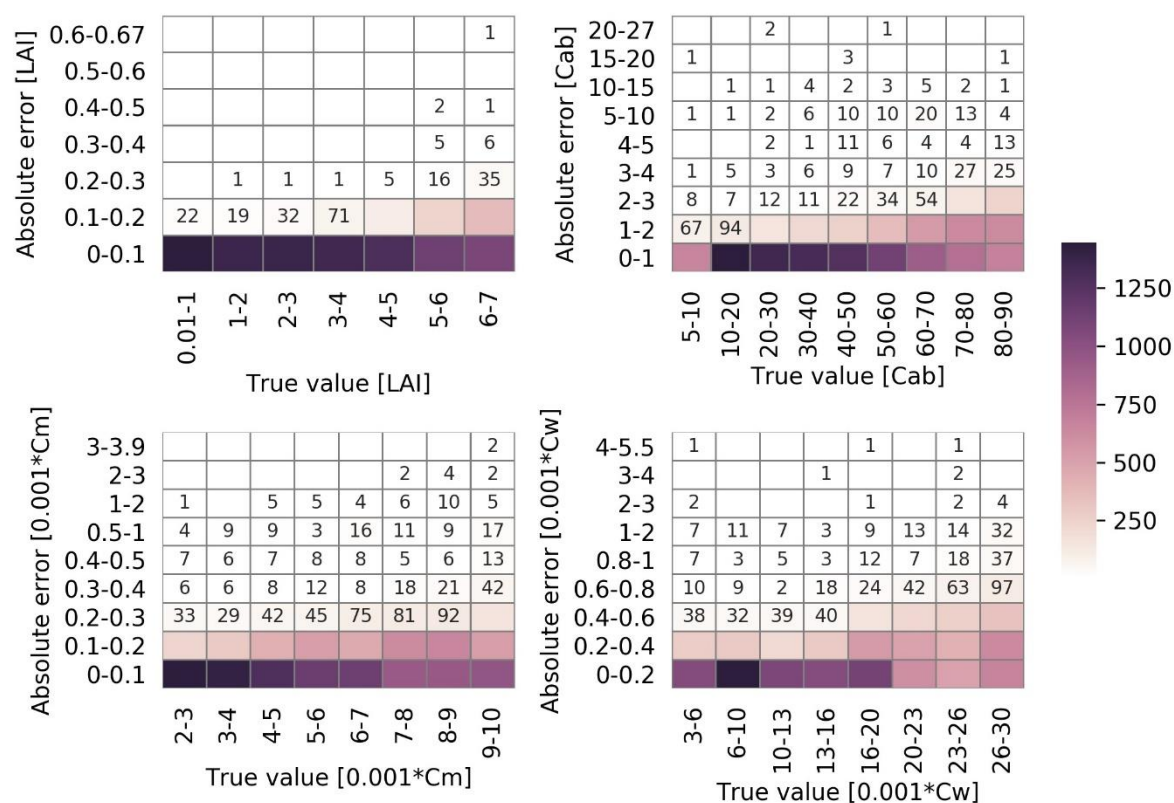 Absolute error [LAI]
0.6-0.67 1
0.5-0.6
0.4-0.5 2 1
0.3-0.4 5 6
0.2-0.3 1 1 1 5 16 35
0.1-0.2 22 19 32 71
0-0.1
0.01-1 1-2 2-3 3-4 4-5 5-6 6-7
True value [LAI]
Absolute error [Cab]
20-27 2 1
15-20 1 3 1
10-15 1 1 4 2 3 5 2 1
5-10 1 1 2 6 10 10 20 13 4
4-5 2 1 11 6 4 4 13
3-4 1 5 3 6 9 7 10 27 25
2-3 8 7 12 11 22 34 54
1-2 67 94
0-1
5-10 10-20 20-30 30-40 40-50 50-60 60-70 70-80 80-90
True value [Cab]
Absolute error [0.001*Cm]
3-3.9 2
2-3 2 4 2
1-2 1 5 5 4 6 10 5
0.5-1 4 9 9 3 16 11 9 17
0.4-0.5 7 6 7 8 8 5 6 13
0.3-0.4 6 6 8 12 8 18 21 42
0.2-0.3 33 29 42 45 75 81 92
0.1-0.2
0-0.1
2-3 3-4 4-5 5-6 6-7 7-8 8-9 9-10
True value [0.001*Cm]
Absolute error [0.001*Cw]
4-5.5 1 1 1
3-4 1 2
2-3 2 1 2 4
1-2 7 11 7 3 9 13 14 32
0.8-1 7 3 5 3 12 7 18 37
0.6-0.8 10 9 2 18 24 42 63 97
0.4-0.6 38 32 39 40
0.2-0.4
0-0.2
3-6 6-10 10-13 13-16 16-20 20-23 23-26 26-30
True value [0.001*Cw]
1250
1000
750
500
250